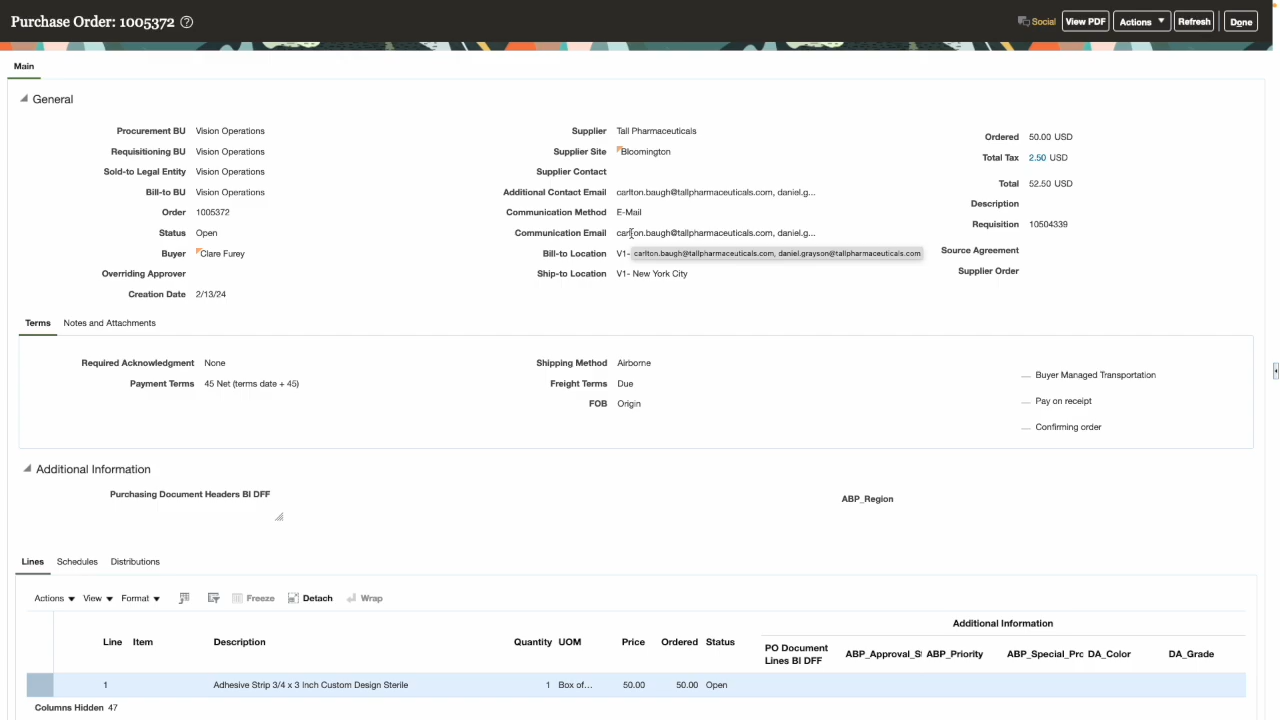 Purchase Order: 1005372 ?
Social View PDF Actions Refresh Done
Main
General
Procurement BU Vision Operations
Requisitioning BU Vision Operations
Sold-to Legal Entity Vision Operations
Bill-to BU Vision Operations
Order 1005372
Status Open
Buyer Clare Furey
Overriding Approver
Creation Date 2/13/24
Supplier Tall Pharmaceuticals
Supplier Site Bloomington
Supplier Contact
Additional Contact Email carlton.baugh@tallpharmaceuticals.com, daniel.g...
Communication Method E-Mail
Communication Email carlton.baugh@tallpharmaceuticals.com, daniel.g...
Bill-to Location V1-
carlton.baugh@tallpharmaceuticals.com, daniel.grayson@tallpharmaceuticals.com
Ship-to Location V1- New York City
Ordered 50.00 USD
Total Tax 2.50 USD
Total 52.50 USD
Description
Requisition 10504339
Source Agreement
Supplier Order
Terms Notes and Attachments
Required Acknowledgment None
Payment Terms 45 Net (terms date + 45)
Shipping Method Airborne
Freight Terms Due
FOB Origin
Buyer Managed Transportation
Pay on receipt
Confirming order
Additional Information
Purchasing Document Headers BI DFF
ABP_Region
Lines Schedules Distributions
Actions View Format Freeze Detach Wrap
Additional Information
Line Item Description Quantity UOM Price Ordered Status PO Document Lines BI DFF ABP_Approval_St ABP_Priority ABP_Special_Prc DA_Color DA_Grade
1 Adhesive Strip 3/4 x 3 Inch Custom Design Sterile 1 Box of... 50.00 50.00 Open
Columns Hidden 47